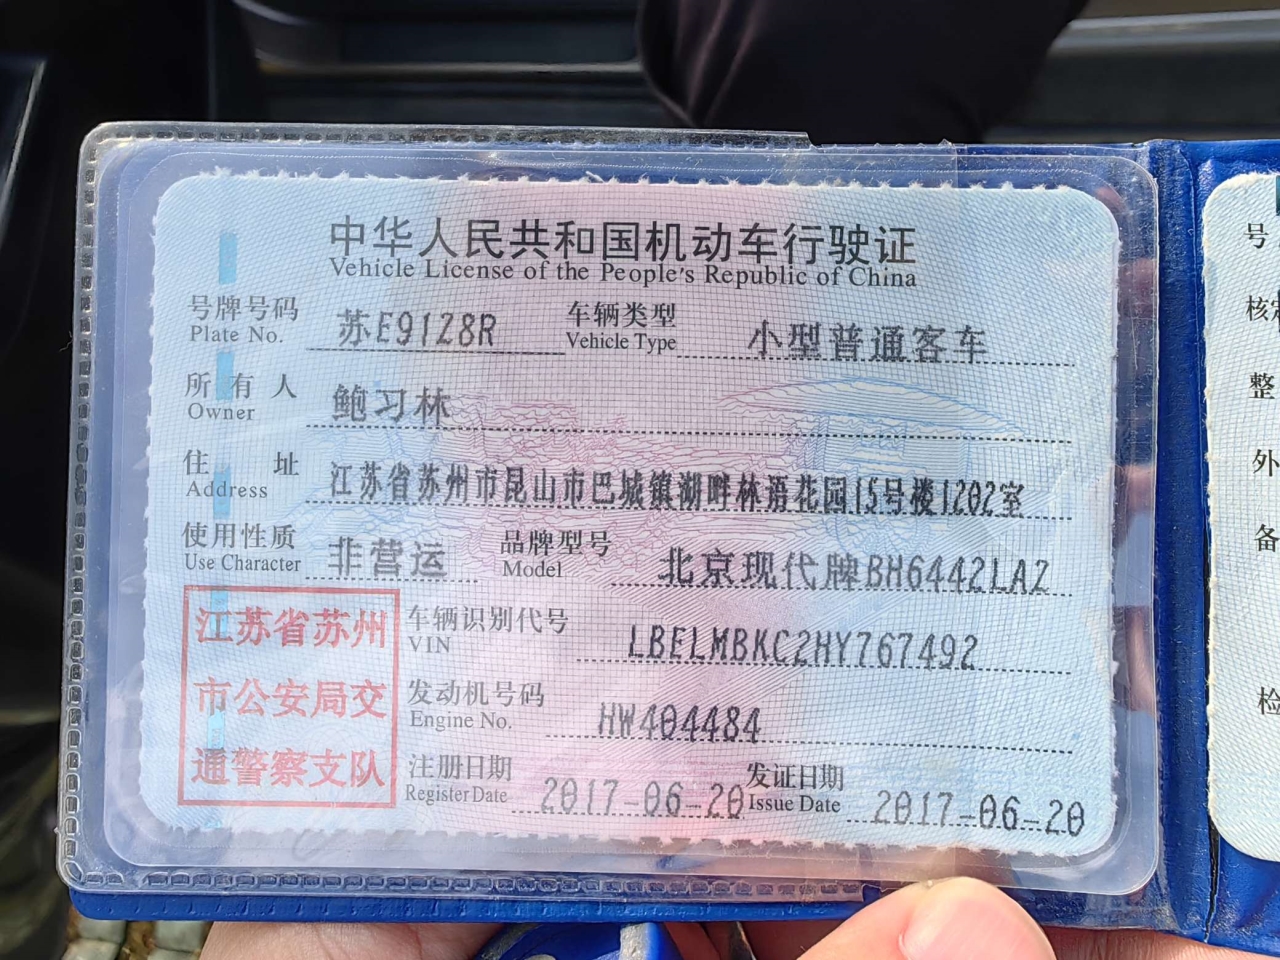 中华人民共和国机动车行驶证
Vehicle License of the People's Republic of China
号牌号码 苏E9128R 车辆类型 小型普通客车
Plate No. Vehicle Type
所有人 鲍习林
Owner
住址 江苏省苏州市昆山市巴城镇湖畔林语花园15号楼1202室
Address
使用性质 非营运 品牌型号 北京现代牌BH6442LAZ
Use Character Model
江苏省苏州
市公安局交
通警察支队
车辆识别代号 LBELMBKC2HY767492
VIN
发动机号码 HW404484
Engine No.
注册日期 2017-06-20 发证日期 2017-06-20
Register Date Issue Date
号
核定
整
外
备
检